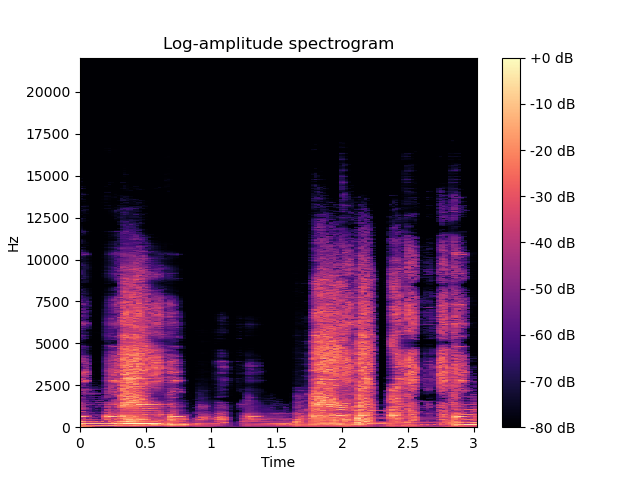 Log-amplitude spectrogram
Hz
20000
17500
15000
12500
10000
7500
5000
2500
0
0 0.5 1 1.5 2 2.5 3
Time
+0 dB
-10 dB
-20 dB
-30 dB
-40 dB
-50 dB
-60 dB
-70 dB
-80 dB